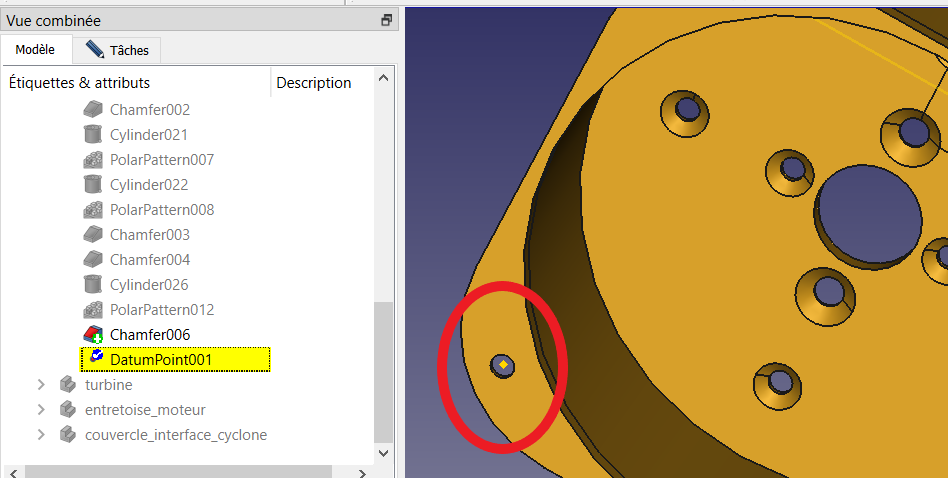 Vue combinée
Modèle
Tâches
Étiquettes & attributs
Description
Chamfer002
Cylinder021
PolarPattern007
Cylinder022
PolarPattern008
Chamfer003
Chamfer004
Cylinder026
PolarPattern012
Chamfer006
DatumPoint001
turbine
entretoise_moteur
couvercle_interface_cyclone